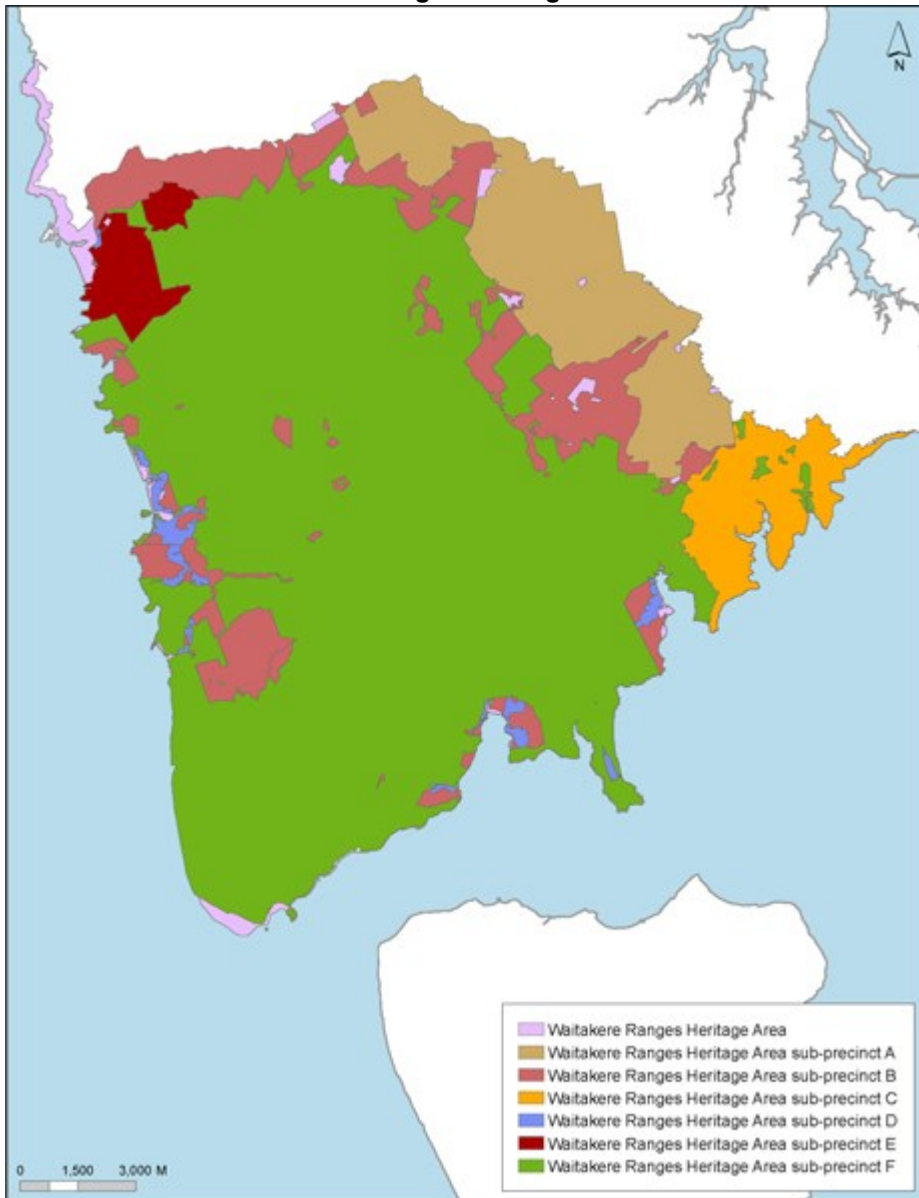 N
Waitakere Ranges Heritage Area
Waitakere Ranges Heritage Area sub-precinct A
Waitakere Ranges Heritage Area sub-precinct B
Waitakere Ranges Heritage Area sub-precinct C
Waitakere Ranges Heritage Area sub-precinct D
Waitakere Ranges Heritage Area sub-precinct E
Waitakere Ranges Heritage Area sub-precinct F
0 1,500 3,000 M